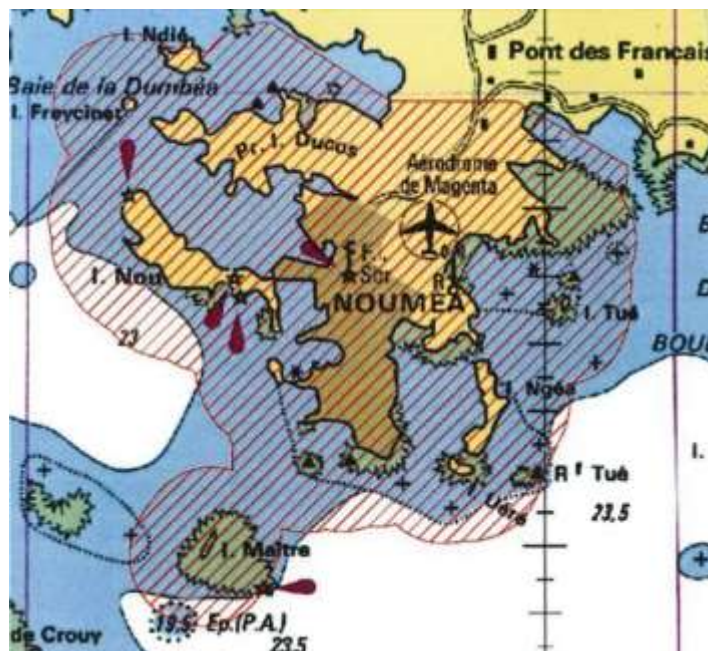 I. Ndié
Baie de la Dumbéa
I. Freycinet
Pont des Français
Pr. I. Ducos
Aérodrome
de Magenta
F.,
Scr
NOUMÉA
I. Nou
23
R
I. Tué
BOU
I. Ngéa
I.
R f Tué
23,5
Uéré
I. Maître
19,5 Ep.(P.A.)
23,5
de Crouy